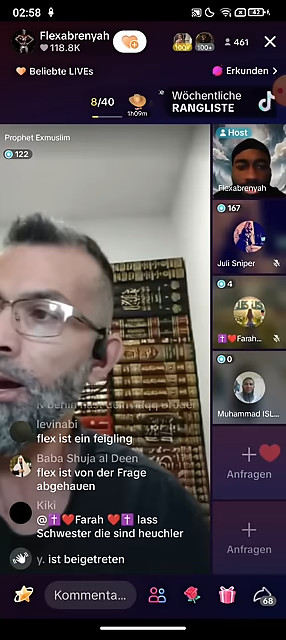 02:58
42
Flexabrenyah
118.8K
100+
461
Beliebte LIVEs
Erkunden
8/40
1h09m
Wöchentliche
RANGLISTE
Prophet Exmuslim
122
Host
Flexabrenyah
167
Juli Sniper
4
✝️❤️Farah...
0
Muhammad ISL...
Anfragen
Anfragen
levinabi
flex ist ein feigling
Baba Shuja al Deen
flex ist von der Frage
abgehauen
Kiki
@✝️❤️Farah ❤️✝️ lass
Schwester die sind heuchler
y. ist beigetreten
Kommenta...
68